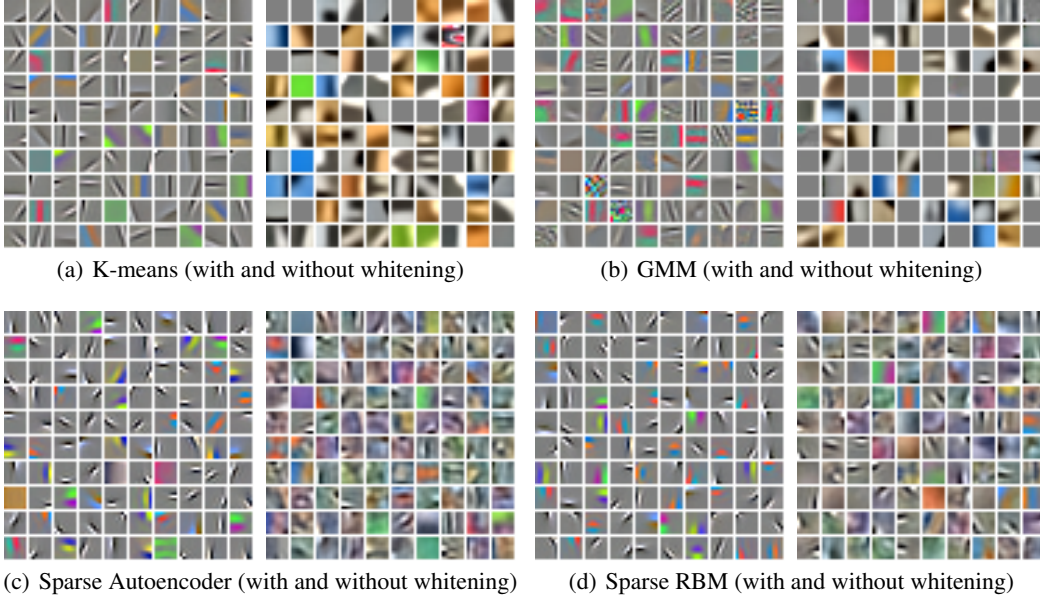 (a) K-means (with and without whitening)
(b) GMM (with and without whitening)
(c) Sparse Autoencoder (with and without whitening)
(d) Sparse RBM (with and without whitening)